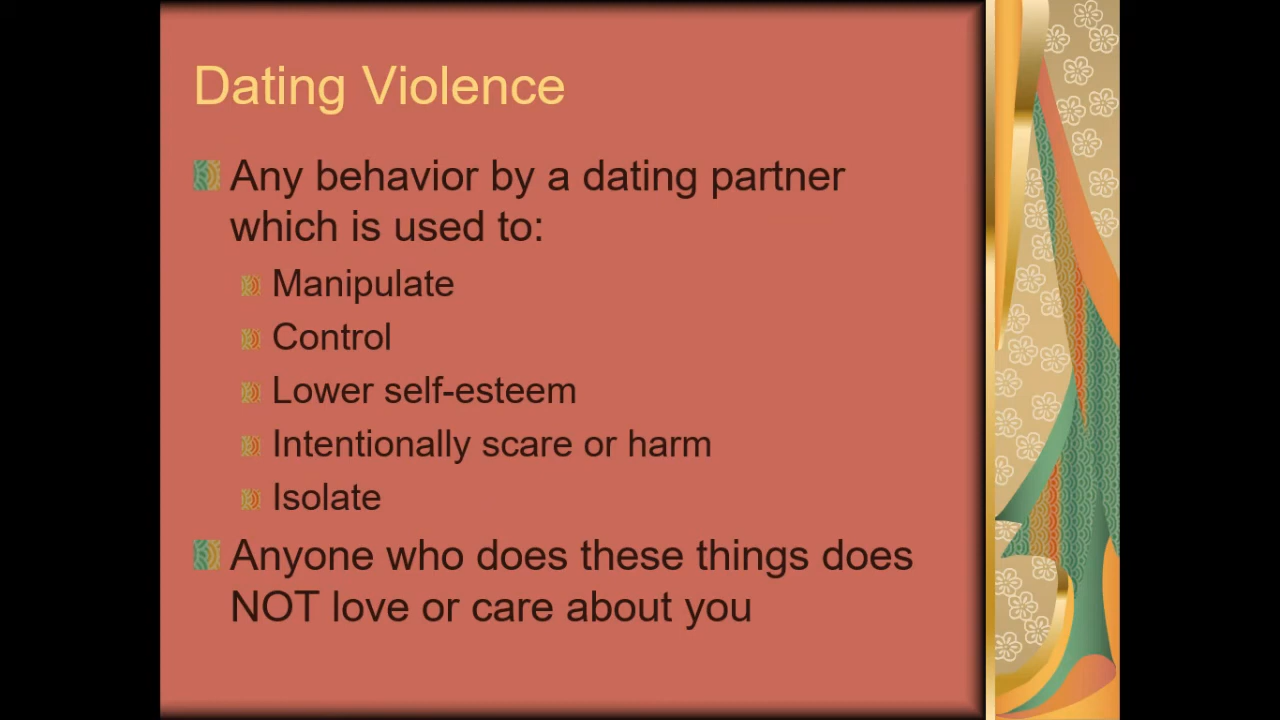 Dating Violence
Any behavior by a dating partner
which is used to:
Manipulate
Control
Lower self-esteem
Intentionally scare or harm
Isolate
Anyone who does these things does
NOT love or care about you